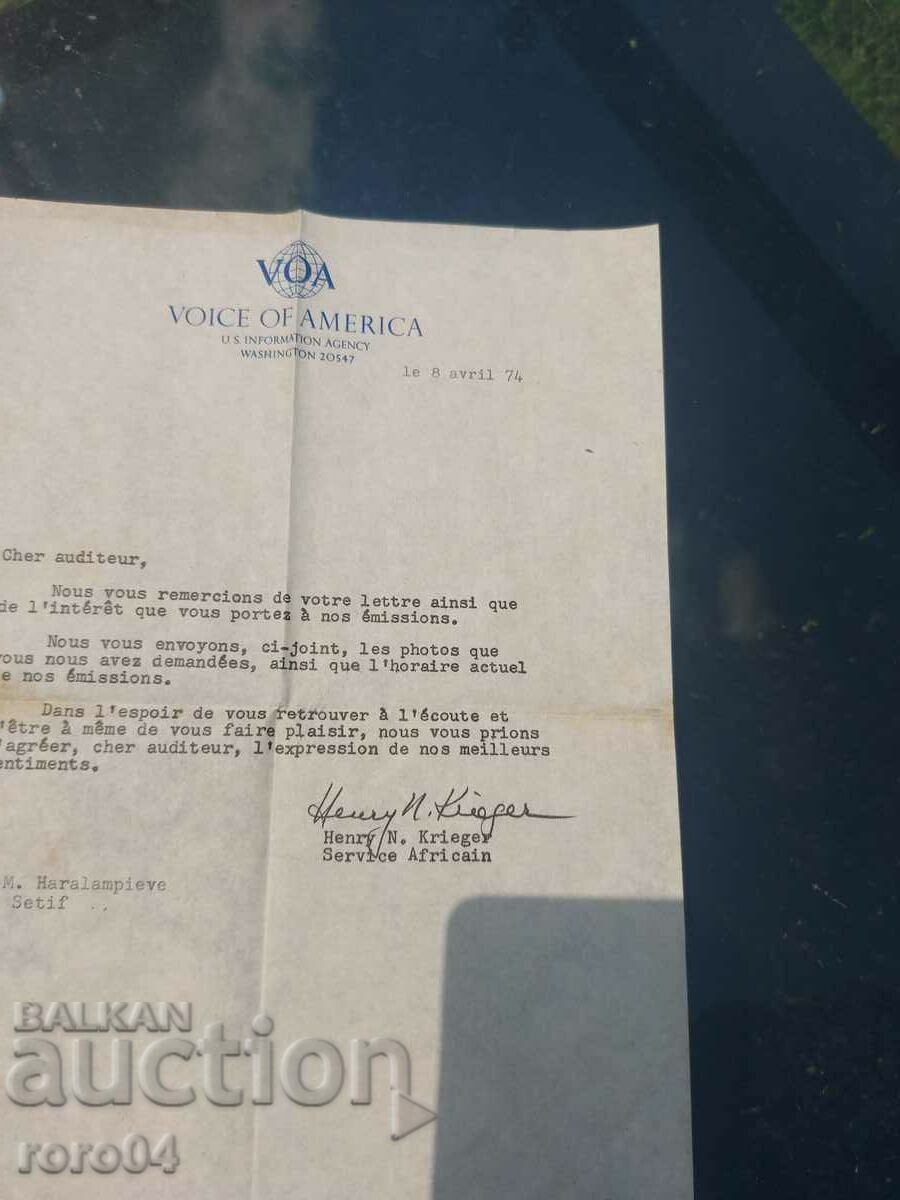 VOA
VOICE OF AMERICA
U.S. INFORMATION AGENCY
WASHINGTON 20547
le 8 avril 74
Cher auditeur,
Nous vous remercions de votre lettre ainsi que
de l'intérêt que vous portez à nos émissions.
Nous vous envoyons, ci-joint, les photos que
vous nous avez demandées, ainsi que l'horaire actuel
e nos émissions.
Dans l'espoir de vous retrouver à l'écoute et
'être à même de vous faire plaisir, nous vous prions
'agréer, cher auditeur, l'expression de nos meilleurs
entiments.
Henry N. Krieger
Henry N. Krieger
Service Africain
M. Haralampieve
Setif ..
BALKAN
auction
roro04